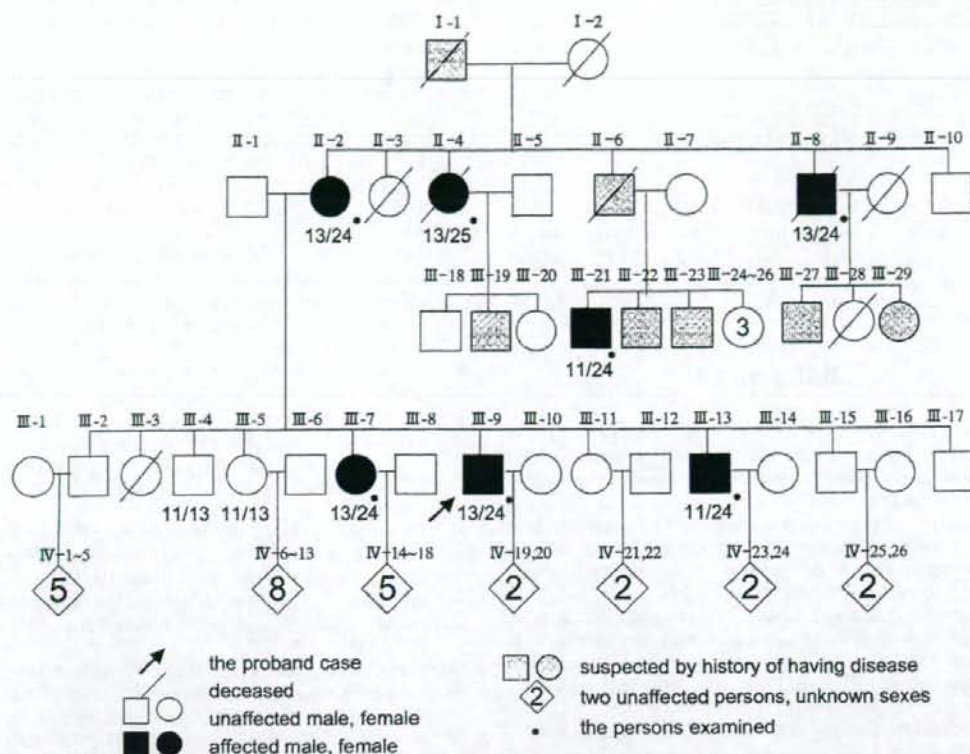 I-1 I-2
II-1 II-2 II-3 II-4 II-5 II-6 II-7 II-8 II-9 II-10
13/24 13/25 13/24
III-18 III-19 III-20 III-21 III-22 III-23 III-24~26 III-27 III-28 III-29
3
11/24
III-1 III-2 III-3 III-4 III-5 III-6 III-7 III-8 III-9 III-10 III-11 III-12 III-13 III-14 III-15 III-16 III-17
11/13 11/13 13/24 13/24 11/24
IV-1~5 IV-6~13 IV-14~18 IV-19,20 IV-21,22 IV-23,24 IV-25,26
5 8 5 2 2 2 2
the proband case
deceased
unaffected male, female
affected male, female
suspected by history of having disease
2 two unaffected persons, unknown sexes
the persons examined